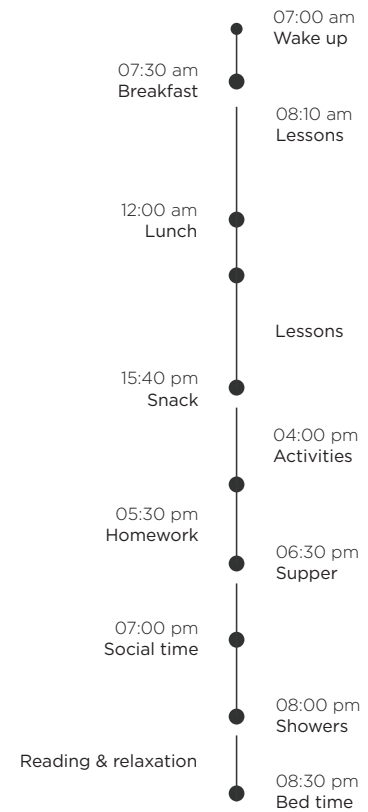 07:00 am
Wake up
07:30 am
Breakfast
08:10 am
Lessons
12:00 am
Lunch
Lessons
15:40 pm
Snack
04:00 pm
Activities
05:30 pm
Homework
06:30 pm
Supper
07:00 pm
Social time
08:00 pm
Showers
Reading & relaxation
08:30 pm
Bed time